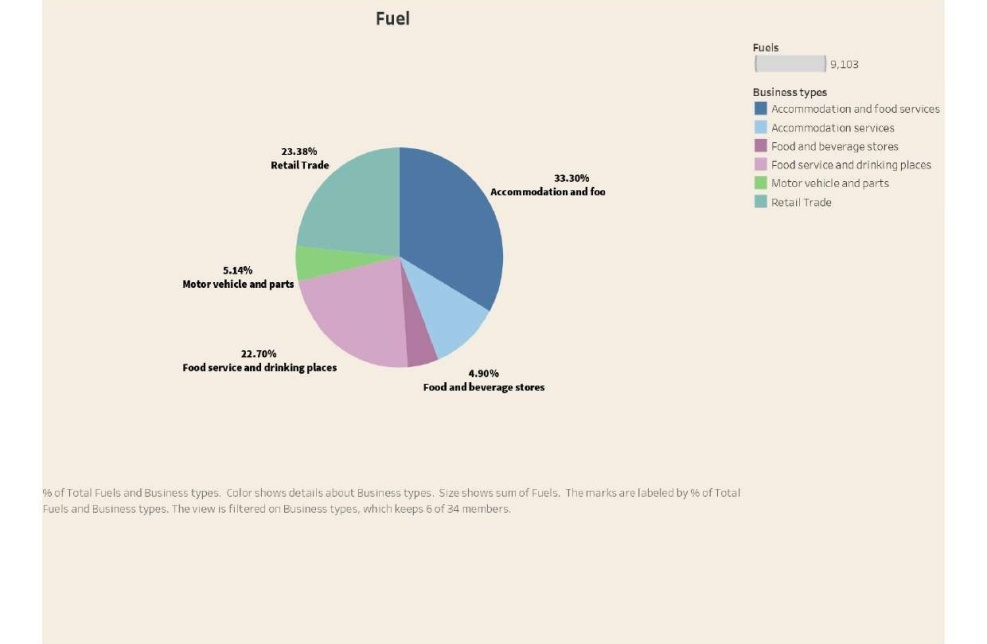 Fuel
Fuels
9,103
Business types
Accommodation and food services
Accommodation services
Food and beverage stores
Food service and drinking places
Motor vehicle and parts
Retail Trade
23.38%
Retail Trade
33.30%
Accommodation and foo
5.14%
Motor vehicle and parts
22.70%
Food service and drinking places
4.90%
Food and beverage stores
% of Total Fuels and Business types. Color shows details about Business types. Size shows sum of Fuels. The marks are labeled by % of Total
Fuels and Business types. The view is filtered on Business types, which keeps 6 of 34 members.